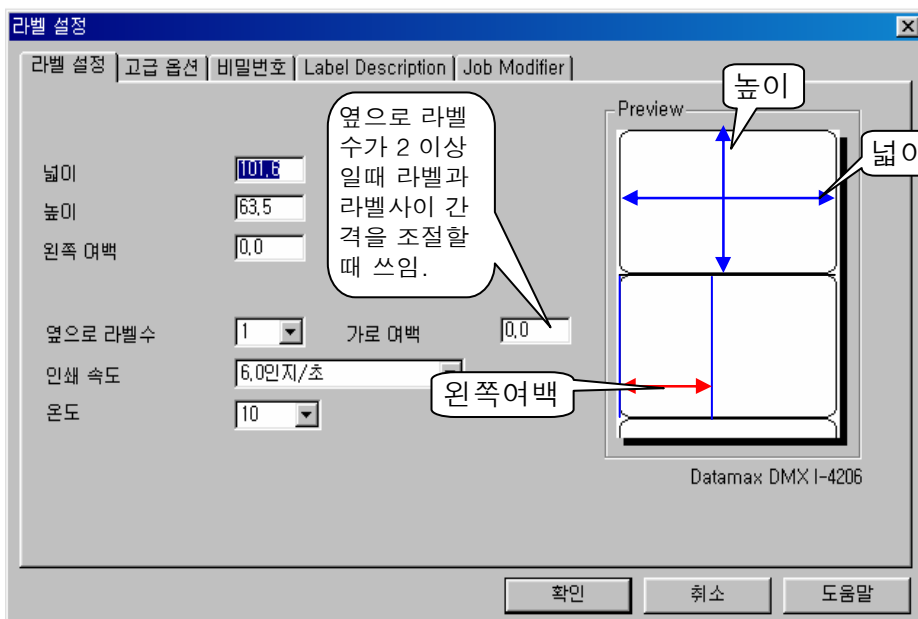 라벨 설정
라벨 설정 고급 옵션 비밀번호 Label Description Job Modifier
높이
Preview
옆으로 라벨
수가 2 이상
일때 라벨과
라벨사이 간
격을 조절할
때 쓰임.
넓이
넓이 101,6
높이 63,5
왼쪽 여백 0,0
옆으로 라벨수 1 가로 여백 0,0
인쇄 속도 6,0인지/초
왼쪽여백
온도 10
Datamax DMX I-4206
확인 취소 도움말